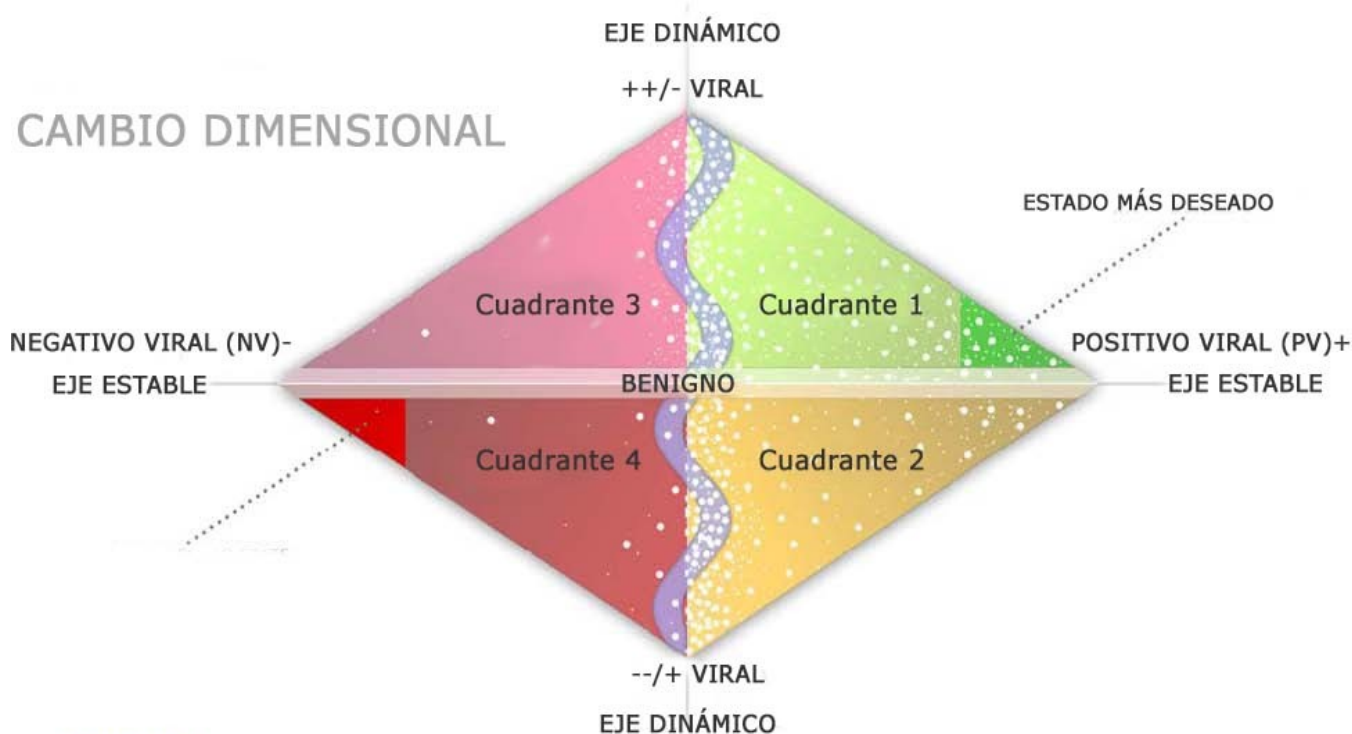 EJE DINÁMICO
++/- VIRAL
CAMBIO DIMENSIONAL
ESTADO MÁS DESEADO
Cuadrante 3
Cuadrante 1
NEGATIVO VIRAL (NV)-
POSITIVO VIRAL (PV)+
EJE ESTABLE
BENIGNO
EJE ESTABLE
Cuadrante 4
Cuadrante 2
--/+ VIRAL
EJE DINÁMICO